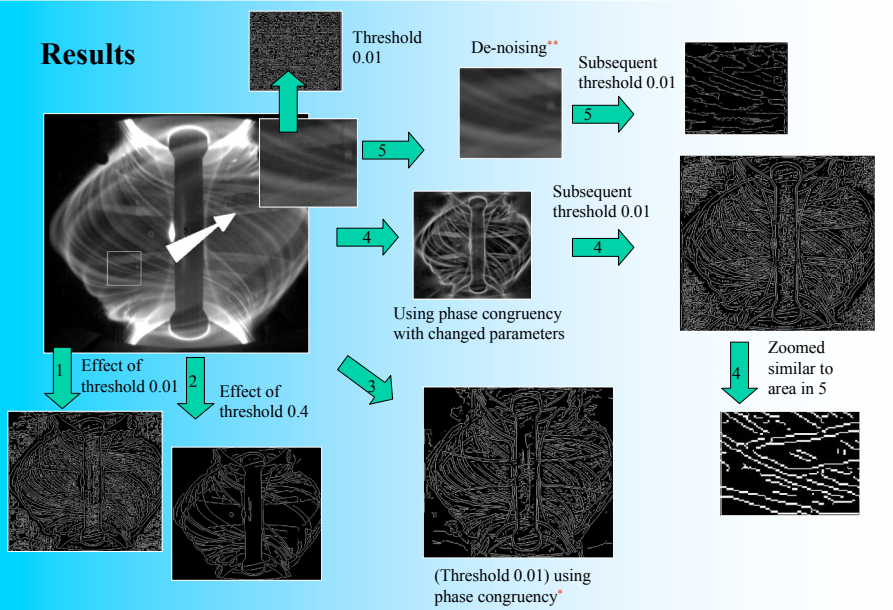 Results
Threshold
0.01
De-noising**
Subsequent
threshold 0.01
5
5
Subsequent
threshold 0.01
4
4
Using phase congruency
with changed parameters
1
Effect of
threshold 0.01
2
Effect of
threshold 0.4
3
4
Zoomed
similar to
area in 5
(Threshold 0.01) using
phase congruency*